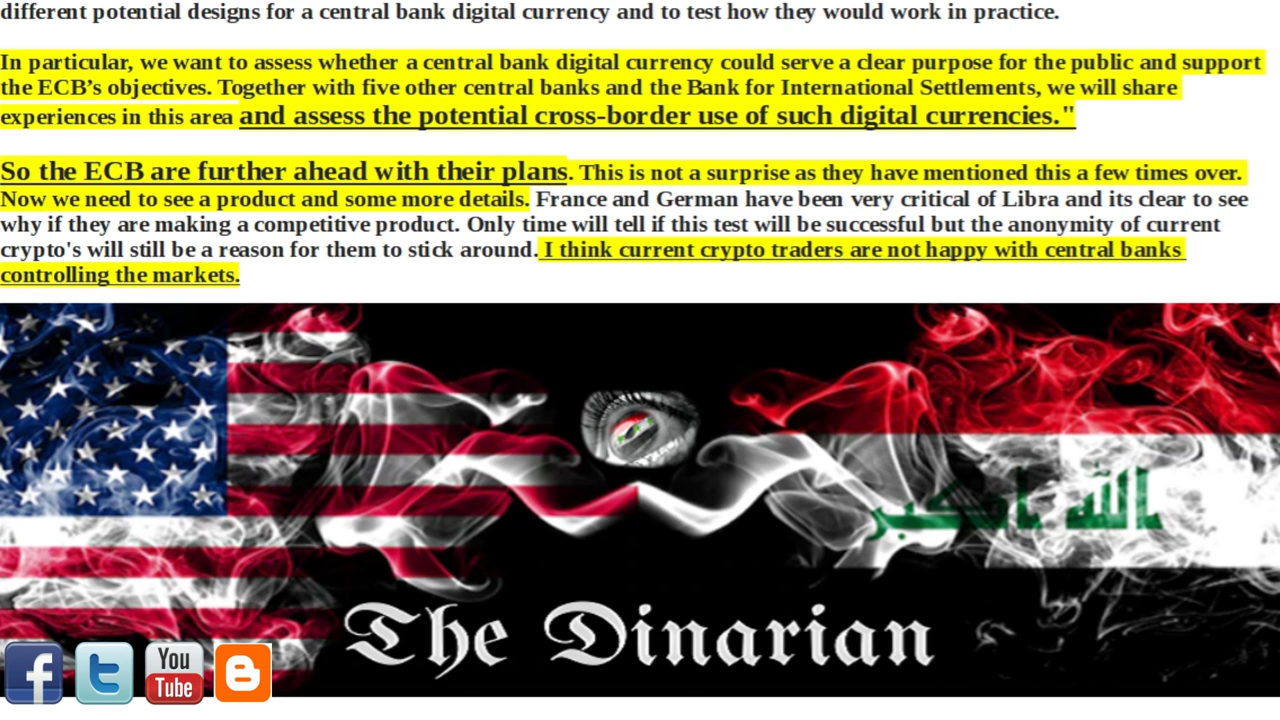 different potential designs for a central bank digital currency and to test how they would work in practice.
In particular, we want to assess whether a central bank digital currency could serve a clear purpose for the public and support
the ECB’s objectives. Together with five other central banks and the Bank for International Settlements, we will share
experiences in this area and assess the potential cross-border use of such digital currencies."
So the ECB are further ahead with their plans. This is not a surprise as they have mentioned this a few times over.
Now we need to see a product and some more details. France and German have been very critical of Libra and its clear to see
why if they are making a competitive product. Only time will tell if this test will be successful but the anonymity of current
crypto's will still be a reason for them to stick around. I think current crypto traders are not happy with central banks
controlling the markets.
الله اكبر
The Dinarian
You
Tube